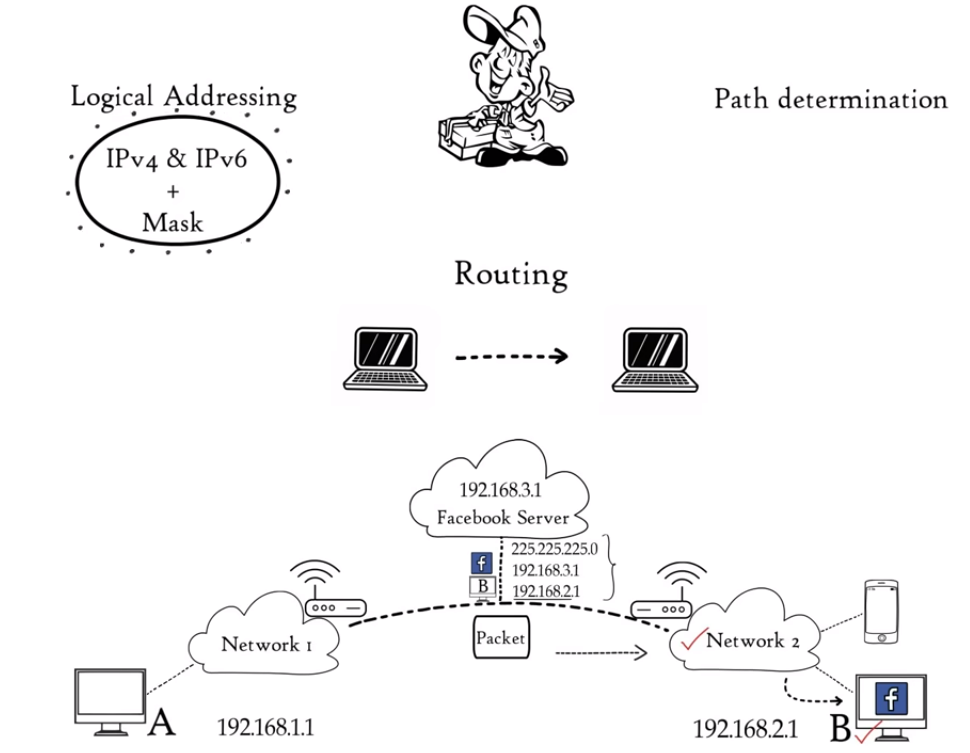 Logical Addressing
Path determination
IPv4 & IPv6
+
Mask
Routing
192.168.3.1
Facebook Server
225.225.225.0
f
192.168.3.1
B
192.168.2.1
Network 1
Packet
Network 2
A
192.168.1.1
192.168.2.1
B
f